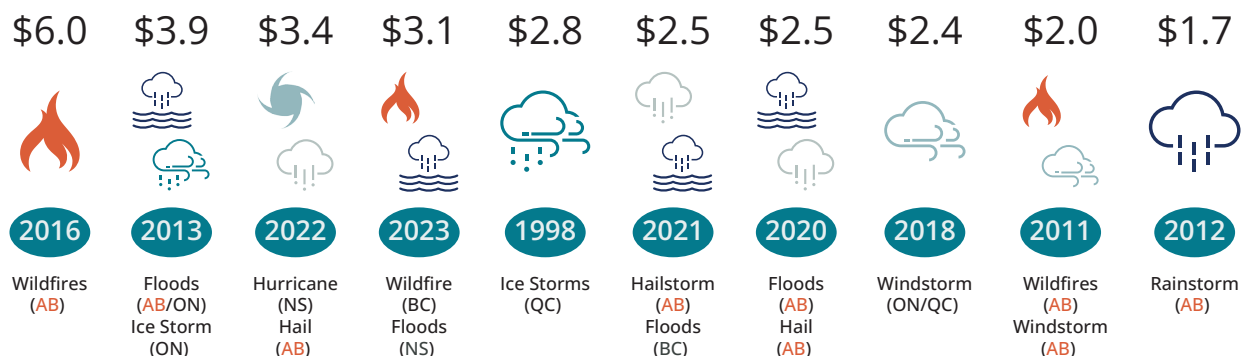 $6.0 $3.9 $3.4 $3.1 $2.8 $2.5 $2.5 $2.4 $2.0 $1.7
2016 2013 2022 2023 1998 2021 2020 2018 2011 2012
Wildfires
(AB)
Floods
(AB/ON)
Ice Storm
(ON)
Hurricane
(NS)
Hail
(AB)
Wildfire
(BC)
Floods
(NS)
Ice Storms
(QC)
Hailstorm
(AB)
Floods
(BC)
Floods
(AB)
Hail
(AB)
Windstorm
(ON/QC)
Wildfires
(AB)
Windstorm
(AB)
Rainstorm
(AB)